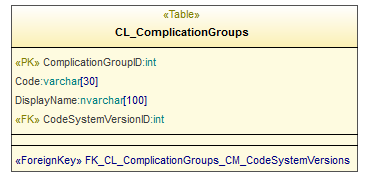 «Table»
CL_ComplicationGroups
«PK» ComplicationGroupID:int
Code:varchar[30]
DisplayName:nvarchar[100]
«FK» CodeSystemVersionID:int
«ForeignKey» FK_CL_ComplicationGroups_CM_CodeSystemVersions